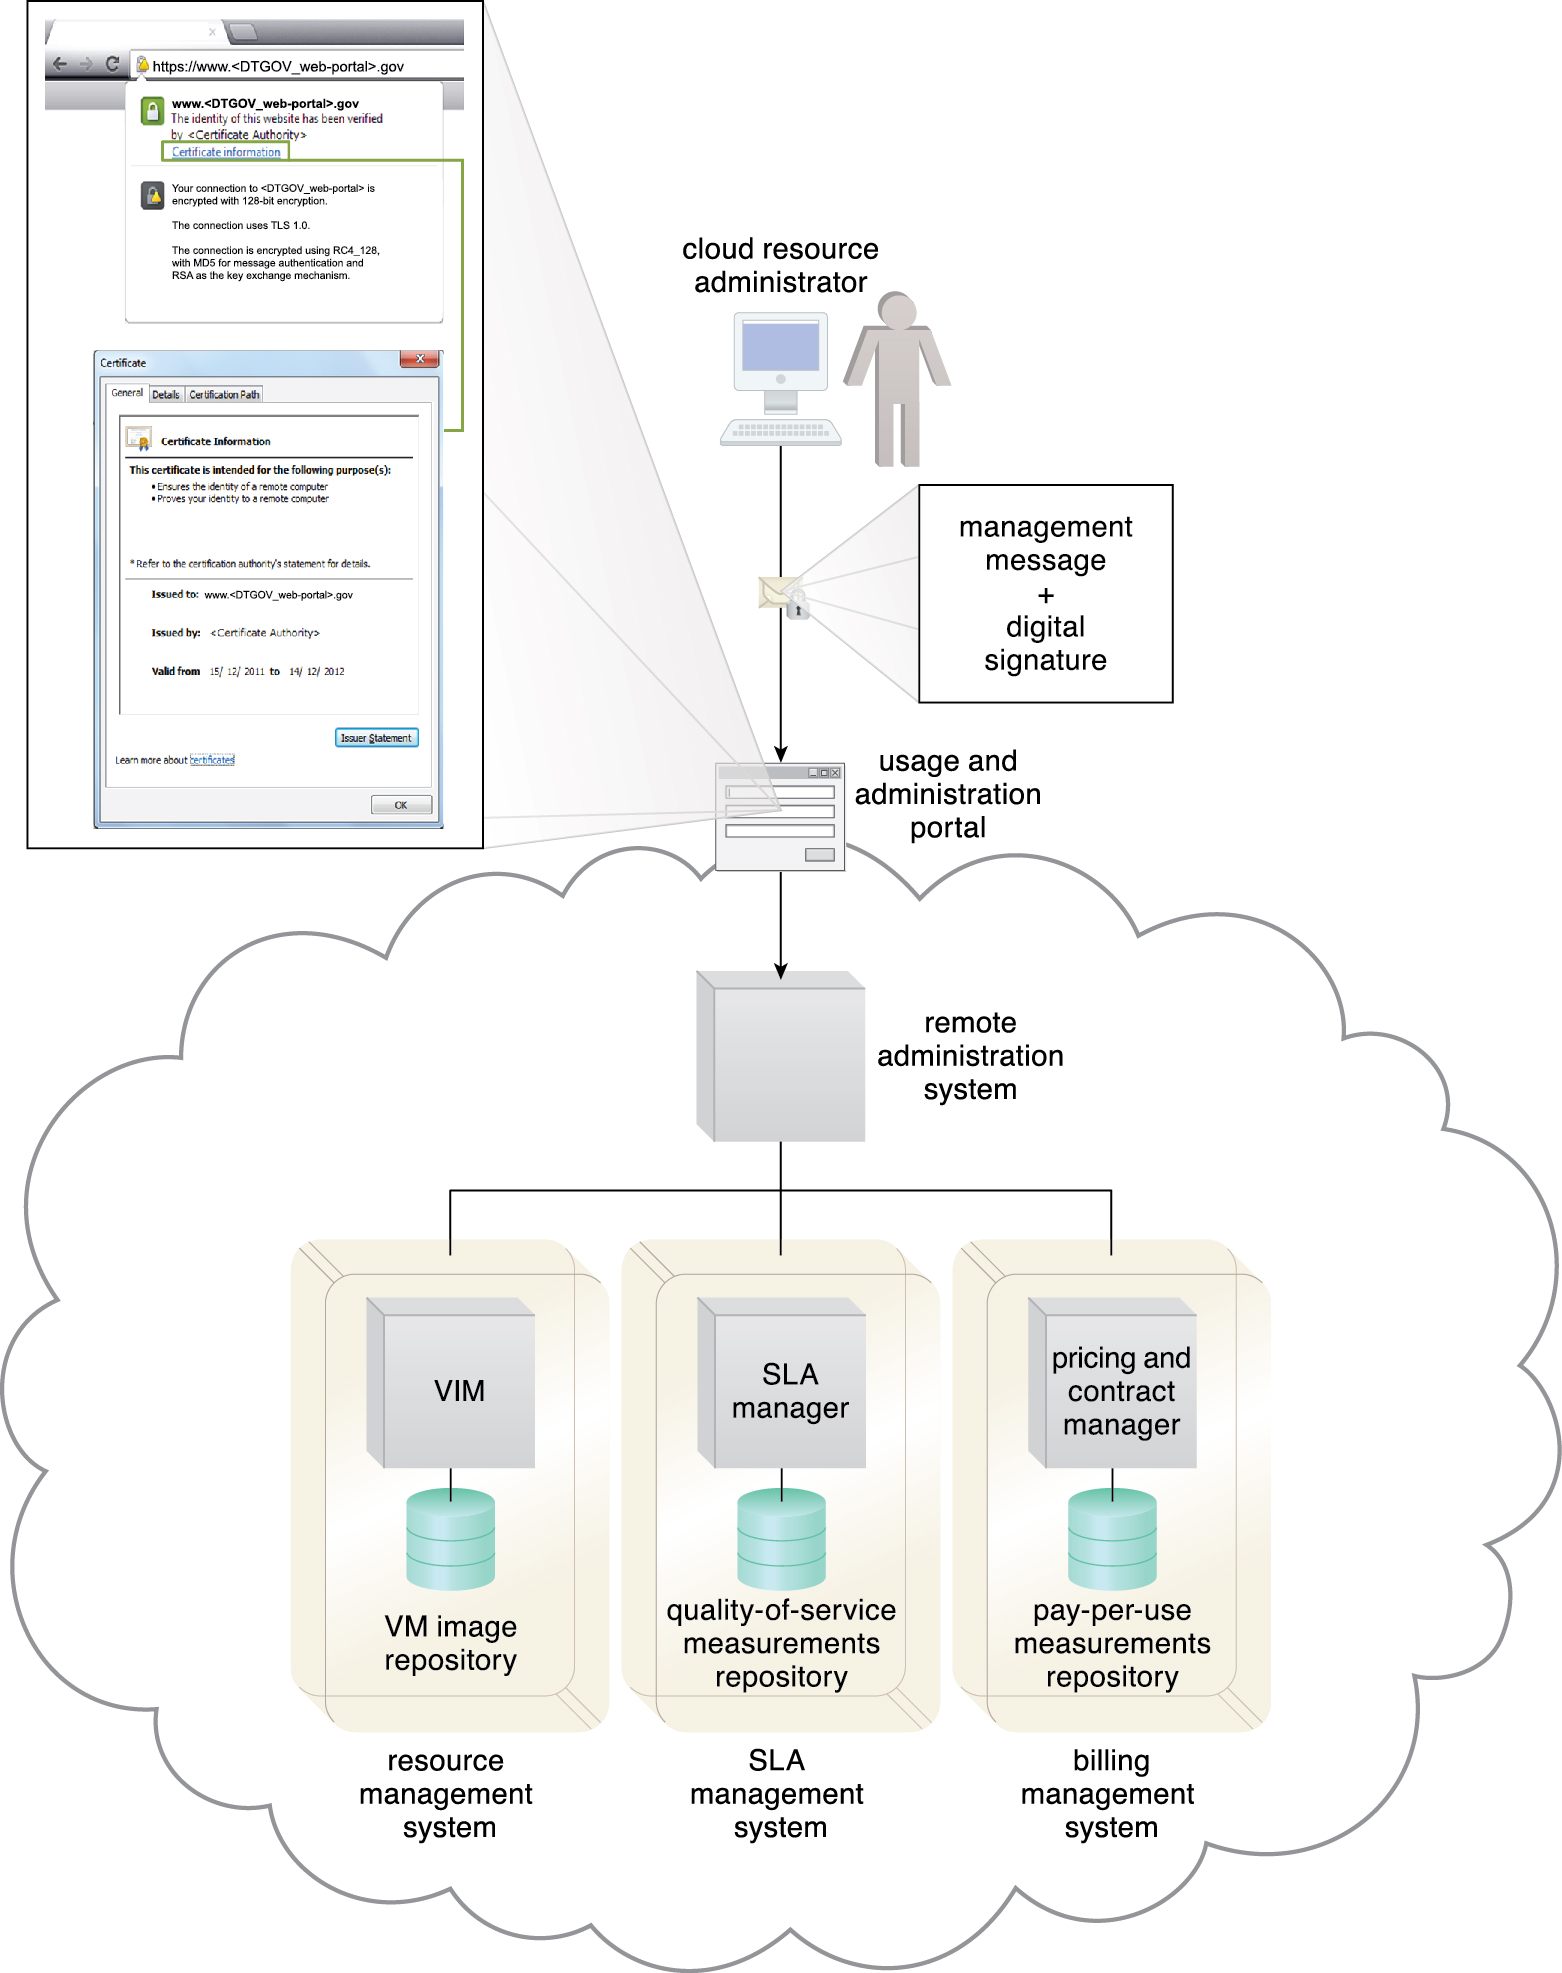 https://www.<DTGOV_web-portal>.gov
www.<DTGOV_web-portal>.gov
The identity of this website has been verified
by <Certificate Authority>
Certificate information
Your connection to <DTGOV_web-portal> is
encrypted with 128-bit encryption.
The connection uses TLS 1.0.
The connection is encrypted using RC4_128,
with MD5 for message authentication and
RSA as the key exchange mechanism.
Certificate
General Details Certification Path
Certificate Information
This certificate is intended for the following purpose(s):
• Ensures the identity of a remote computer
• Proves your identity to a remote computer
* Refer to the certification authority's statement for details.
Issued to: www.<DTGOV_web-portal>.gov
Issued by: <Certificate Authority>
Valid from 15/ 12/ 2011 to 14/ 12/ 2012
Issuer Statement
Learn more about certificates
OK
cloud resource
administrator
management
message
+
digital
signature
usage and
administration
portal
remote
administration
system
VIM
VM image
repository
resource
management
system
SLA
manager
quality-of-service
measurements
repository
SLA
management
system
pricing and
contract
manager
pay-per-use
measurements
repository
billing
management
system